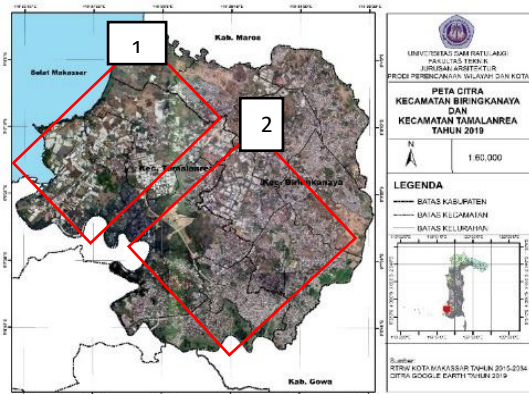 1
2
Kab. Maros
Selat Makassar
Kec. Tamalanrea
Kec. Biringkanaya
Kab. Gowa
UNIVERSITAS SAM RATULANGI
FAKULTAS TEKNIK
JURUSAN ARSITEKTUR
PRODI PERENCANAAN WILAYAH DAN KOTA
PETA CITRA
KECAMATAN BIRINGKANAYA
DAN
KECAMATAN TAMALANREA
TAHUN 2019
N
1:60,000
LEGENDA
BATAS KABUPATEN
BATAS KECAMATAN
BATAS KELURAHAN
Sumber:
RTRW KOTA MAKASSAR TAHUN 2015-2034
CITRA GOOGLE EARTH TAHUN 2019